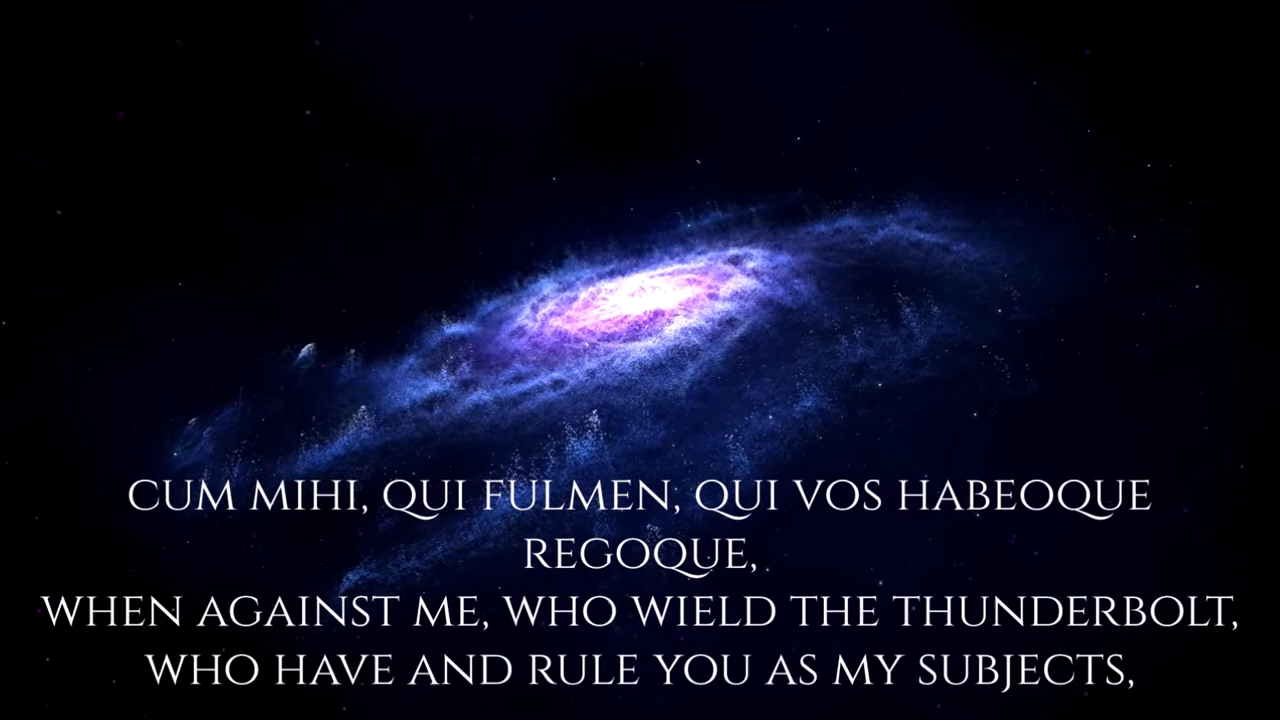 CUM MIHI, QUI FULMEN, QUI VOS HABEOQUE
REGOQUE,
WHEN AGAINST ME, WHO WIELD THE THUNDERBOLT,
WHO HAVE AND RULE YOU AS MY SUBJECTS,